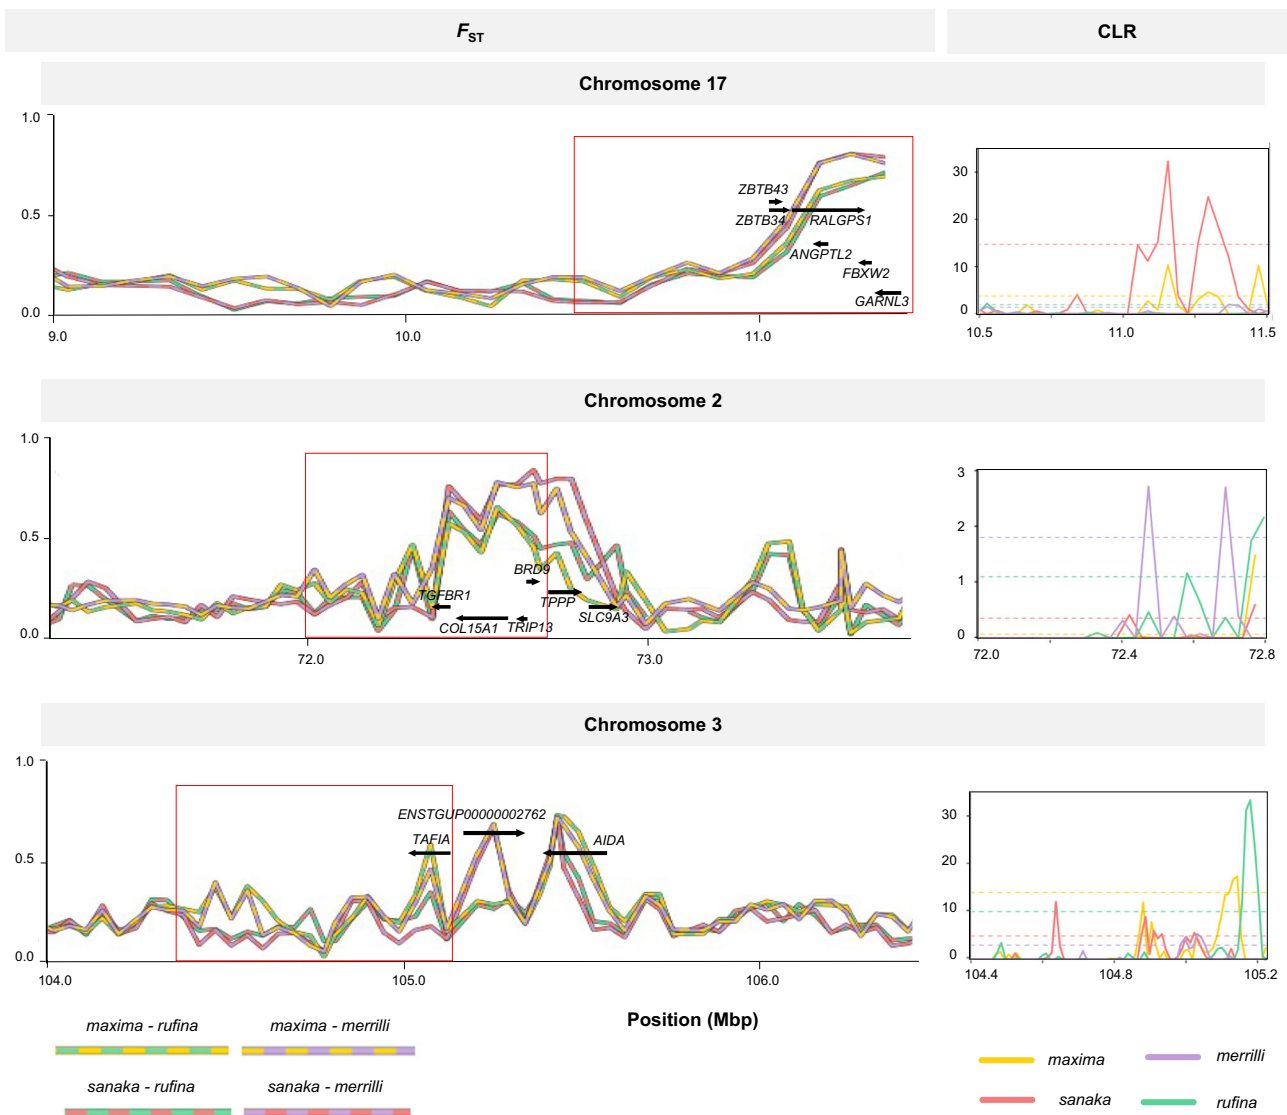 FST CLR
Chromosome 17
1.0
0.5
0.0
9.0 10.0 11.0
ZBTB43
ZBTB34 RALGPS1
ANGPTL2
FBXW2
GARNL3
30
20
10
0
10.5 11.0 11.5
Chromosome 2
1.0
0.5
0.0
72.0 73.0
BRD9
TGFBR1
TPPP
SLC9A3
COL15A1 TRIP13
3
2
1
0
72.0 72.4 72.8
Chromosome 3
1.0
0.5
0.0
104.0 105.0 106.0
ENSTGUP00000002762
TAFIA AIDA
30
20
10
0
104.4 104.8 105.2
Position (Mbp)
maxima - rufina maxima - merrilli
sanaka - rufina sanaka - merrilli
maxima merrilli
sanaka rufina